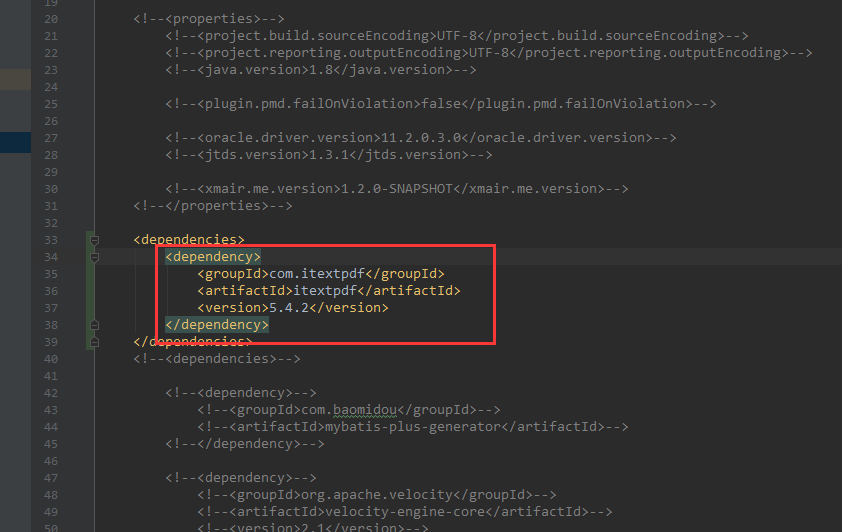 19
20 <!--<properties>-->
21 <!--<project.build.sourceEncoding>UTF-8</project.build.sourceEncoding>-->
22 <!--<project.reporting.outputEncoding>UTF-8</project.reporting.outputEncoding>-->
23 <!--<java.version>1.8</java.version>-->
24
25 <!--<plugin.pmd.failOnViolation>false</plugin.pmd.failOnViolation>-->
26
27 <!--<oracle.driver.version>11.2.0.3.0</oracle.driver.version>-->
28 <!--<jtds.version>1.3.1</jtds.version>-->
29
30 <!--<xmair.me.version>1.2.0-SNAPSHOT</xmair.me.version>-->
31 <!--</properties>-->
32
33 <dependencies>
34 <dependency>
35 <groupId>com.itextpdf</groupId>
36 <artifactId>itextpdf</artifactId>
37 <version>5.4.2</version>
38 </dependency>
39 </dependencies>
40 <!--<dependencies>-->
41
42 <!--<dependency>-->
43 <!--<groupId>com.baomidou</groupId>-->
44 <!--<artifactId>mybatis-plus-generator</artifactId>-->
45 <!--</dependency>-->
46
47 <!--<dependency>-->
48 <!--<groupId>org.apache.velocity</groupId>-->
49 <!--<artifactId>velocity-engine-core</artifactId>-->
50 <!--<version>2.1</version>-->